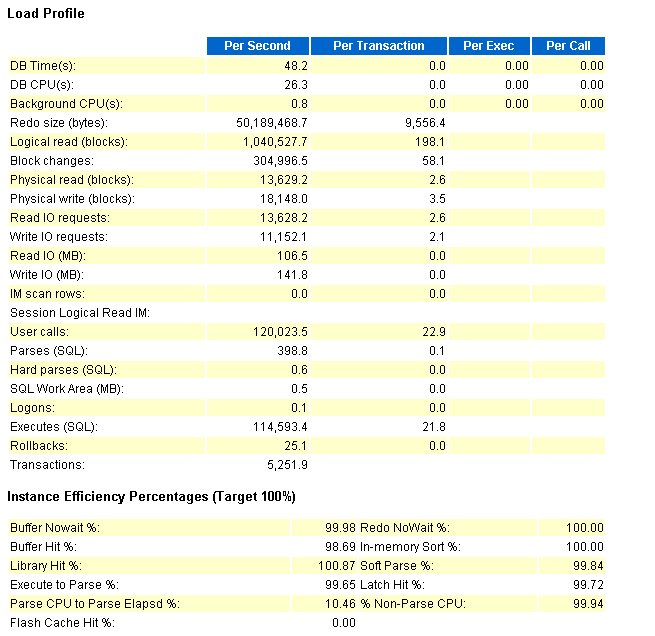 Load Profile
Per Second Per Transaction Per Exec Per Call
DB Time(s): 48.2 0.0 0.00 0.00
DB CPU(s): 26.3 0.0 0.00 0.00
Background CPU(s): 0.8 0.0 0.00 0.00
Redo size (bytes): 50,189,468.7 9,556.4
Logical read (blocks): 1,040,527.7 198.1
Block changes: 304,996.5 58.1
Physical read (blocks): 13,629.2 2.6
Physical write (blocks): 18,148.0 3.5
Read IO requests: 13,628.2 2.6
Write IO requests: 11,152.1 2.1
Read IO (MB): 106.5 0.0
Write IO (MB): 141.8 0.0
IM scan rows: 0.0 0.0
Session Logical Read IM:
User calls: 120,023.5 22.9
Parses (SQL): 398.8 0.1
Hard parses (SQL): 0.6 0.0
SQL Work Area (MB): 0.5 0.0
Logons: 0.1 0.0
Executes (SQL): 114,593.4 21.8
Rollbacks: 25.1 0.0
Transactions: 5,251.9
Instance Efficiency Percentages (Target 100%)
Buffer Nowait %: 99.98 Redo NoWait %: 100.00
Buffer Hit %: 98.69 In-memory Sort %: 100.00
Library Hit %: 100.87 Soft Parse %: 99.84
Execute to Parse %: 99.65 Latch Hit %: 99.72
Parse CPU to Parse Elapsd %: 10.46 % Non-Parse CPU: 99.94
Flash Cache Hit %: 0.00